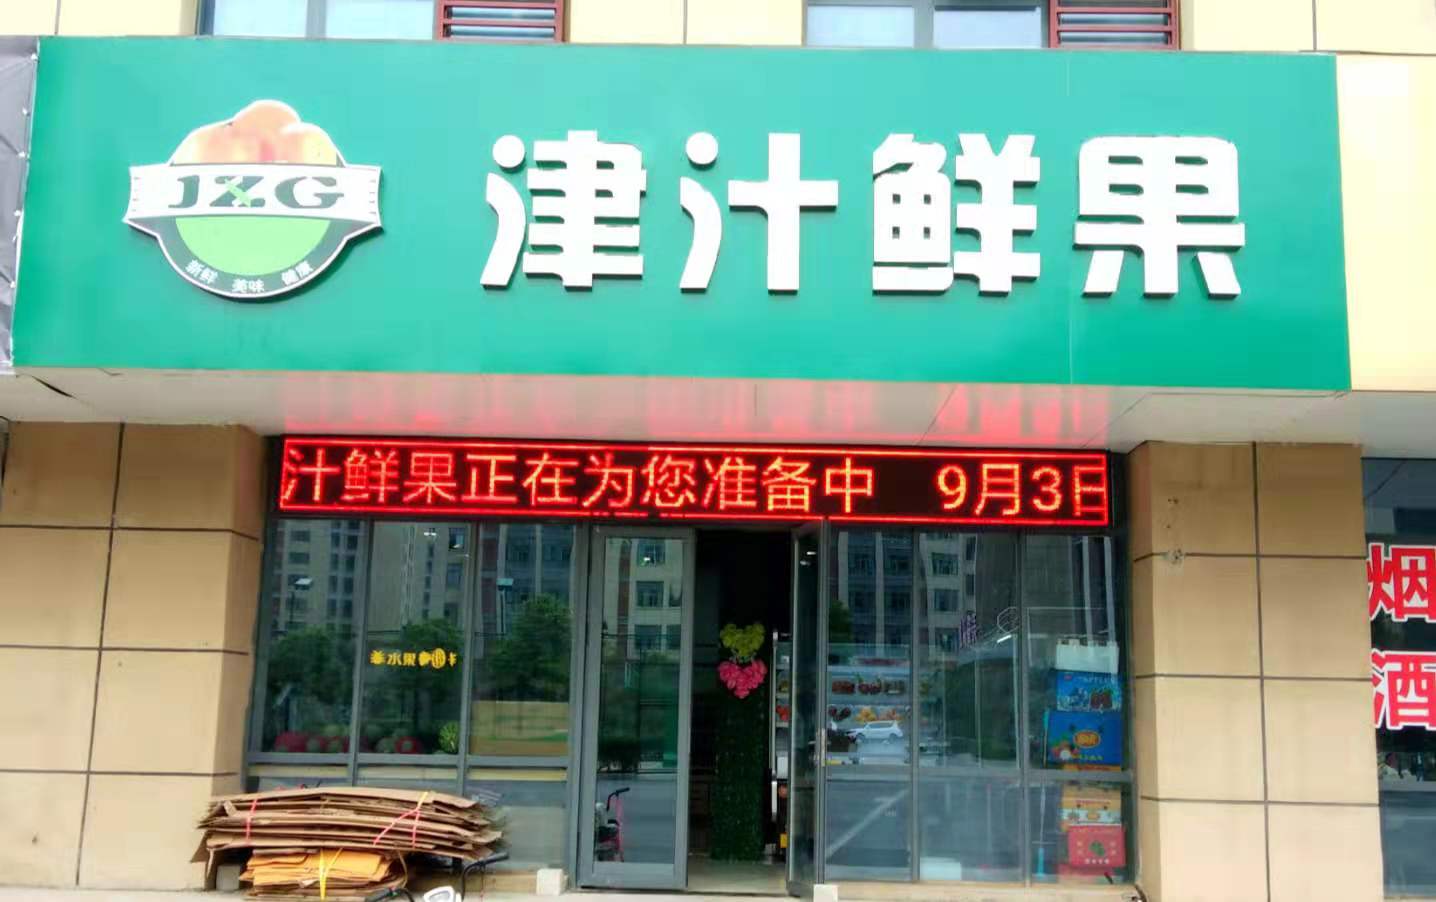 津汁鲜果
JZG
新鲜 美味 健康
汁鲜果正在为您准备中 9月3日
水果
烟
酒